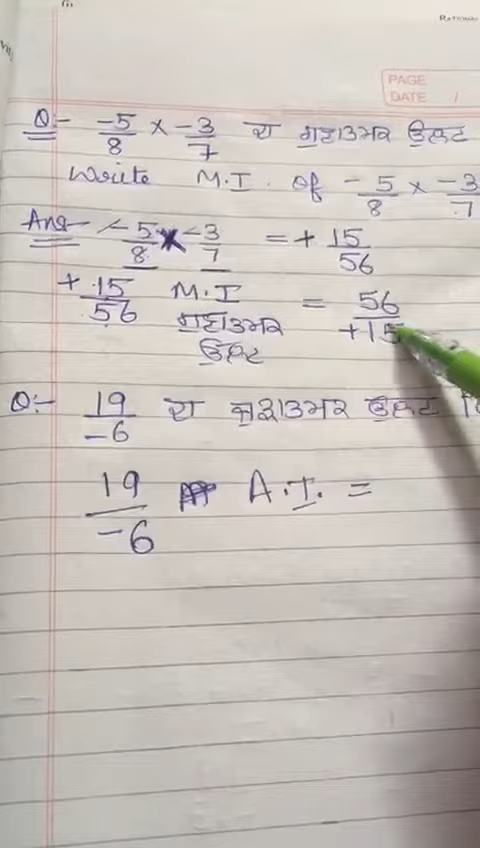 PAGE
DATE /
Q:- -5/8 × -3/7 ਦਾ ਗੁਣਾਤਮਕ ਉਲਟ
Write M.I. Of -5/8 × -3/7
Ans- -5/8 × -3/7 = + 15/56
+15/56 M.I = 56/+15
ਗੁਣਾਤਮਕ
ਉਲਟ
Q:- 19/-6 ਦਾ ਜੋੜਾਤਮਕ ਉਲਟ
19/-6 A.I. =